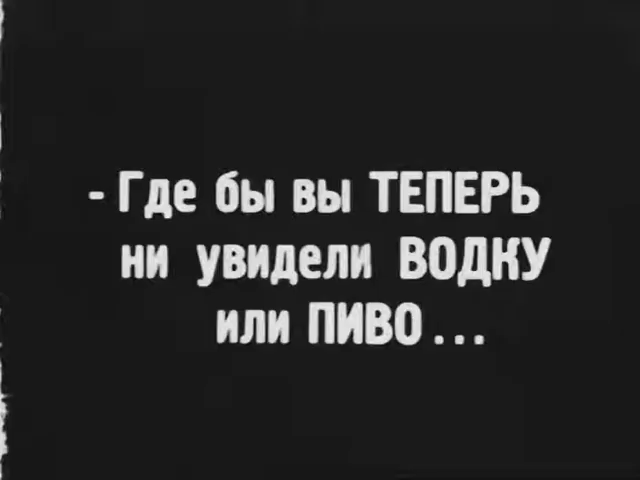 - Где бы вы ТЕПЕРЬ
ни увидели ВОДКУ
или ПИВО...